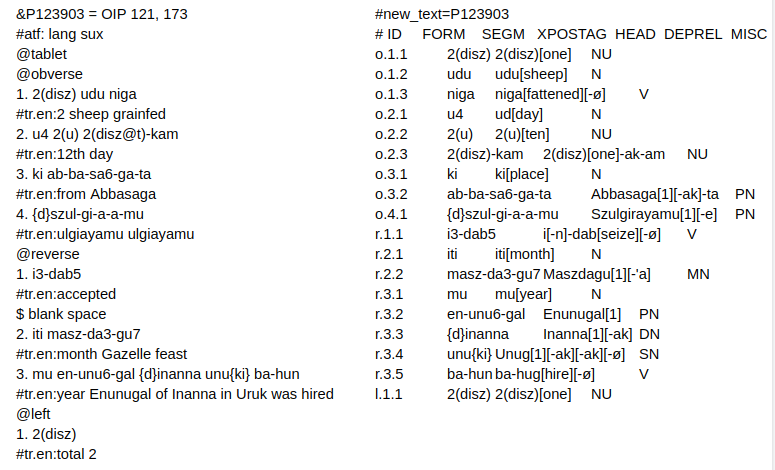 &P123903 = OIP 121, 173
#atf: lang sux
@tablet
@obverse
1. 2(disz) udu niga
#tr.en:2 sheep grainfed
2. u4 2(u) 2(disz@t)-kam
#tr.en:12th day
3. ki ab-ba-sa6-ga-ta
#tr.en:from Abbasaga
4. {d}szul-gi-a-a-mu
#tr.en:ulgiayamu ulgiayamu
@reverse
1. i3-dab5
#tr.en:accepted
$ blank space
2. iti masz-da3-gu7
#tr.en:month Gazelle feast
3. mu en-unu6-gal {d}inanna unu{ki} ba-hun
#tr.en:year Enunugal of Inanna in Uruk was hired
@left
1. 2(disz)
#tr.en:total 2
#new_text=P123903
# ID FORM SEGM XPOSTAG HEAD DEPREL MISC
o.1.1 2(disz) 2(disz)[one] NU
o.1.2 udu udu[sheep] N
o.1.3 niga niga[fattened][-ø] V
o.2.1 u4 ud[day] N
o.2.2 2(u) 2(u)[ten] NU
o.2.3 2(disz)-kam 2(disz)[one]-ak-am NU
o.3.1 ki ki[place] N
o.3.2 ab-ba-sa6-ga-ta Abbasaga[1][-ak]-ta PN
o.4.1 {d}szul-gi-a-a-mu Szulgirayamu[1][-e] PN
r.1.1 i3-dab5 i[-n]-dab[seize][-ø] V
r.2.1 iti iti[month] N
r.2.2 masz-da3-gu7 Maszdagu[1][-'a] MN
r.3.1 mu mu[year] N
r.3.2 en-unu6-gal Enunugal[1] PN
r.3.3 {d}inanna Inanna[1][-ak] DN
r.3.4 unu{ki} Unug[1][-ak][-ak][-ø] SN
r.3.5 ba-hun ba-hug[hire][-ø] V
l.1.1 2(disz) 2(disz)[one] NU